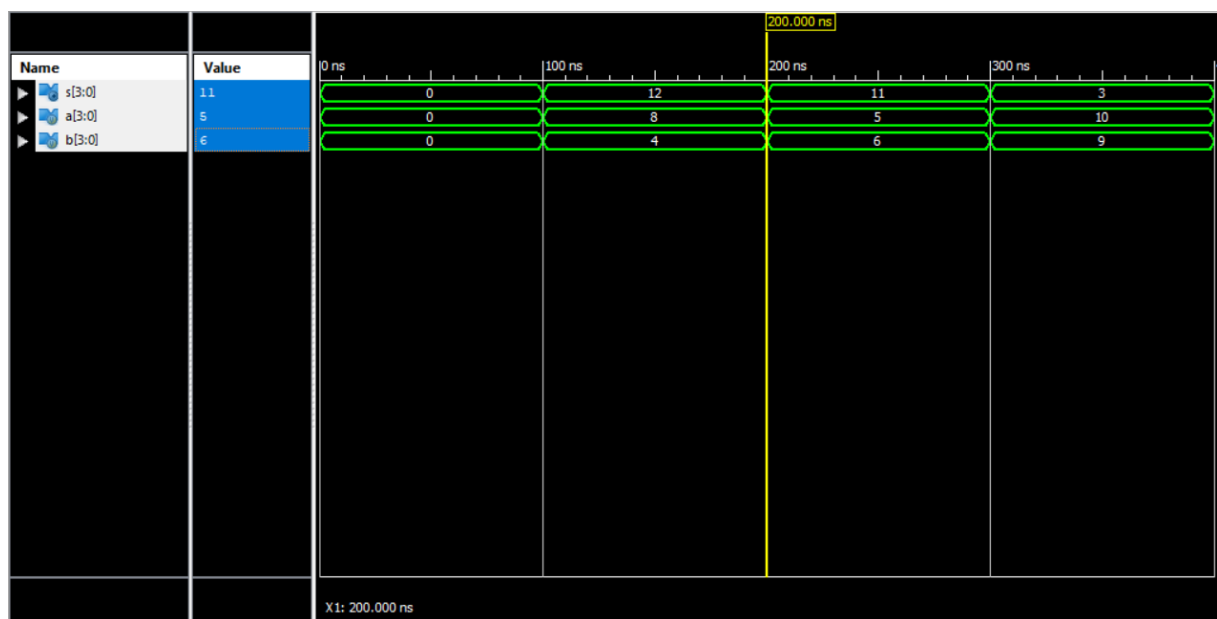 200.000 ns
Name Value 0 ns 100 ns 200 ns 300 ns
s[3:0] 11 0 12 11 3
a[3:0] 5 0 8 5 10
b[3:0] 6 0 4 6 9
X1: 200.000 ns